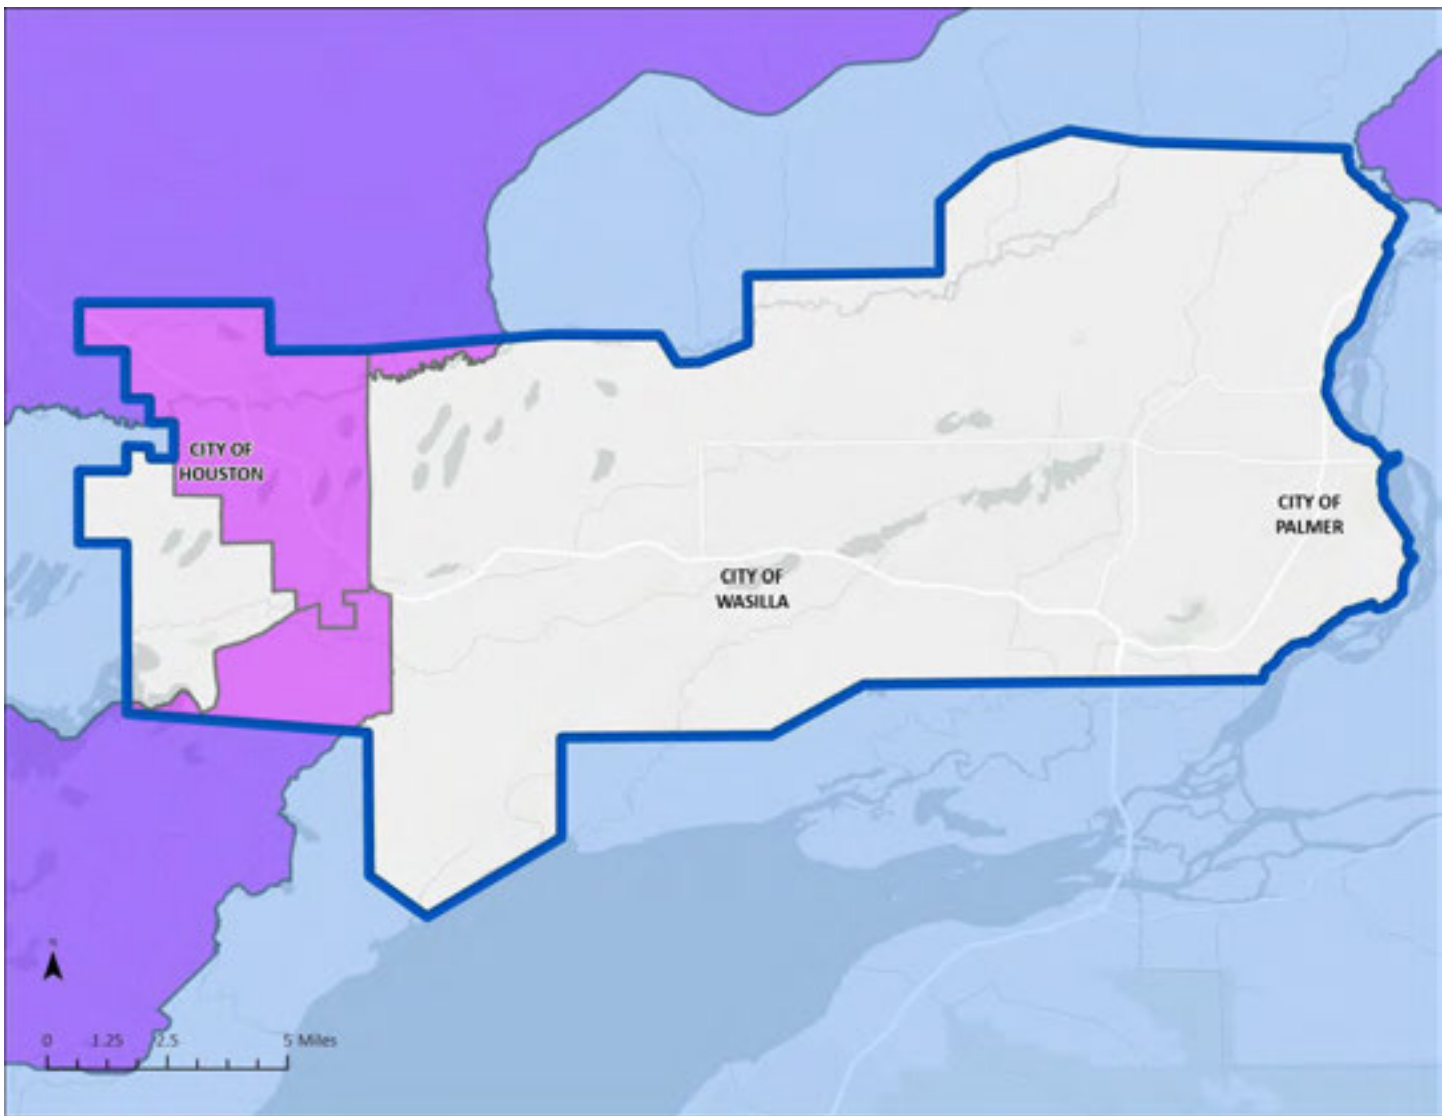 CITY OF
HOUSTON
CITY OF
PALMER
CITY OF
WASILLA
N
0 1.25 2.5 5 Miles